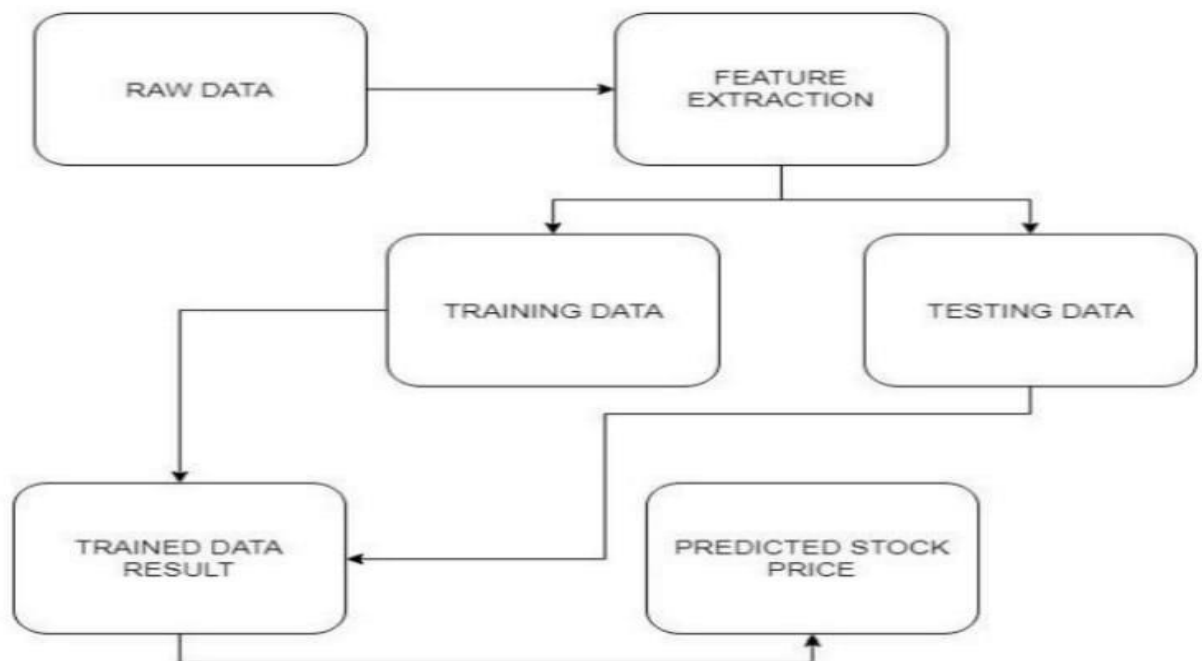 RAW DATA
FEATURE
EXTRACTION
TRAINING DATA
TESTING DATA
TRAINED DATA
RESULT
PREDICTED STOCK
PRICE